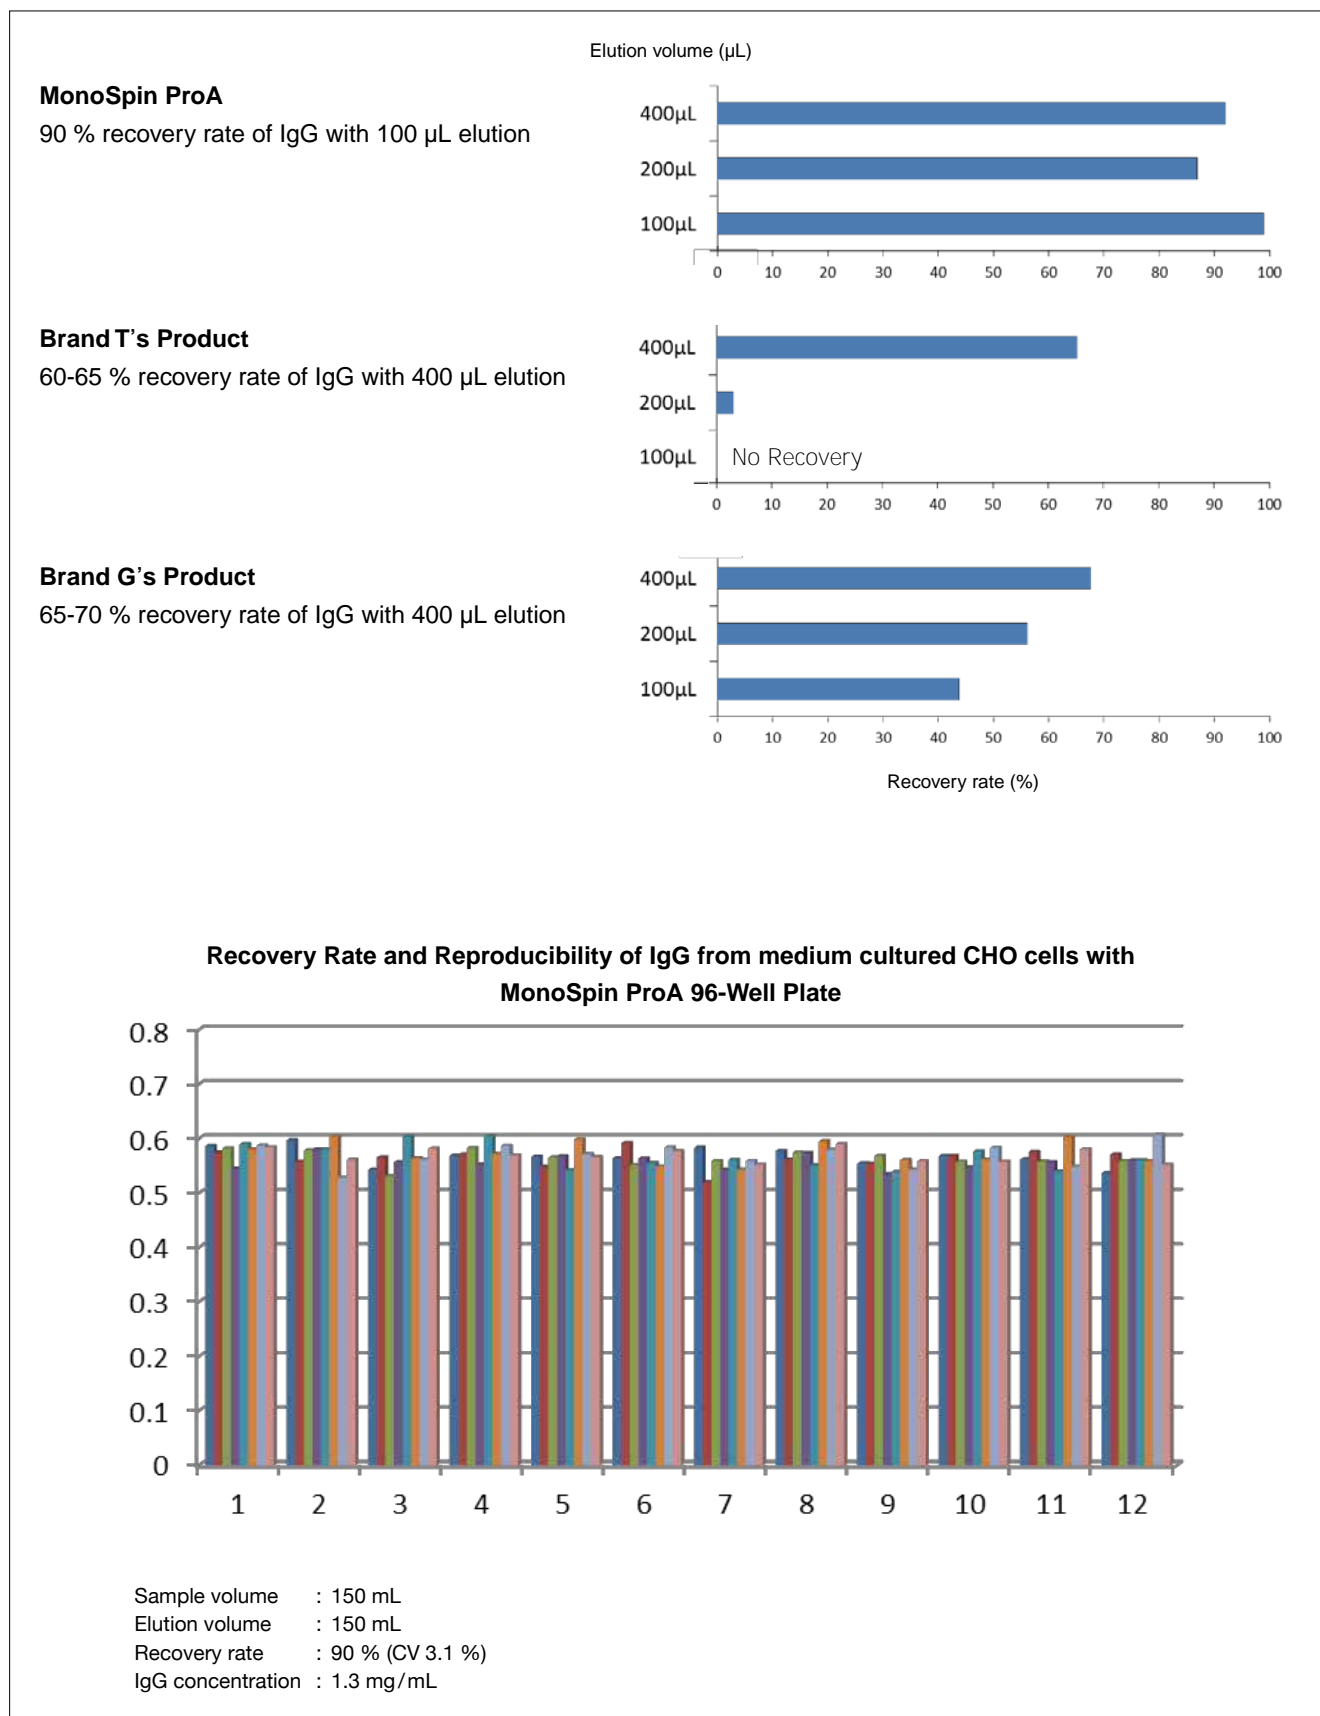 Elution volume (µL)
MonoSpin ProA
90 % recovery rate of IgG with 100 µL elution
400µL
200µL
100µL
0 10 20 30 40 50 60 70 80 90 100
Brand T's Product
60-65 % recovery rate of IgG with 400 µL elution
400µL
200µL
100µL No Recovery
0 10 20 30 40 50 60 70 80 90 100
Brand G's Product
65-70 % recovery rate of IgG with 400 µL elution
400µL
200µL
100µL
0 10 20 30 40 50 60 70 80 90 100
Recovery rate (%)
Recovery Rate and Reproducibility of IgG from medium cultured CHO cells with
MonoSpin ProA 96-Well Plate
0.8
0.7
0.6
0.5
0.4
0.3
0.2
0.1
0
1 2 3 4 5 6 7 8 9 10 11 12
Sample volume : 150 mL
Elution volume : 150 mL
Recovery rate : 90 % (CV 3.1 %)
IgG concentration : 1.3 mg/mL